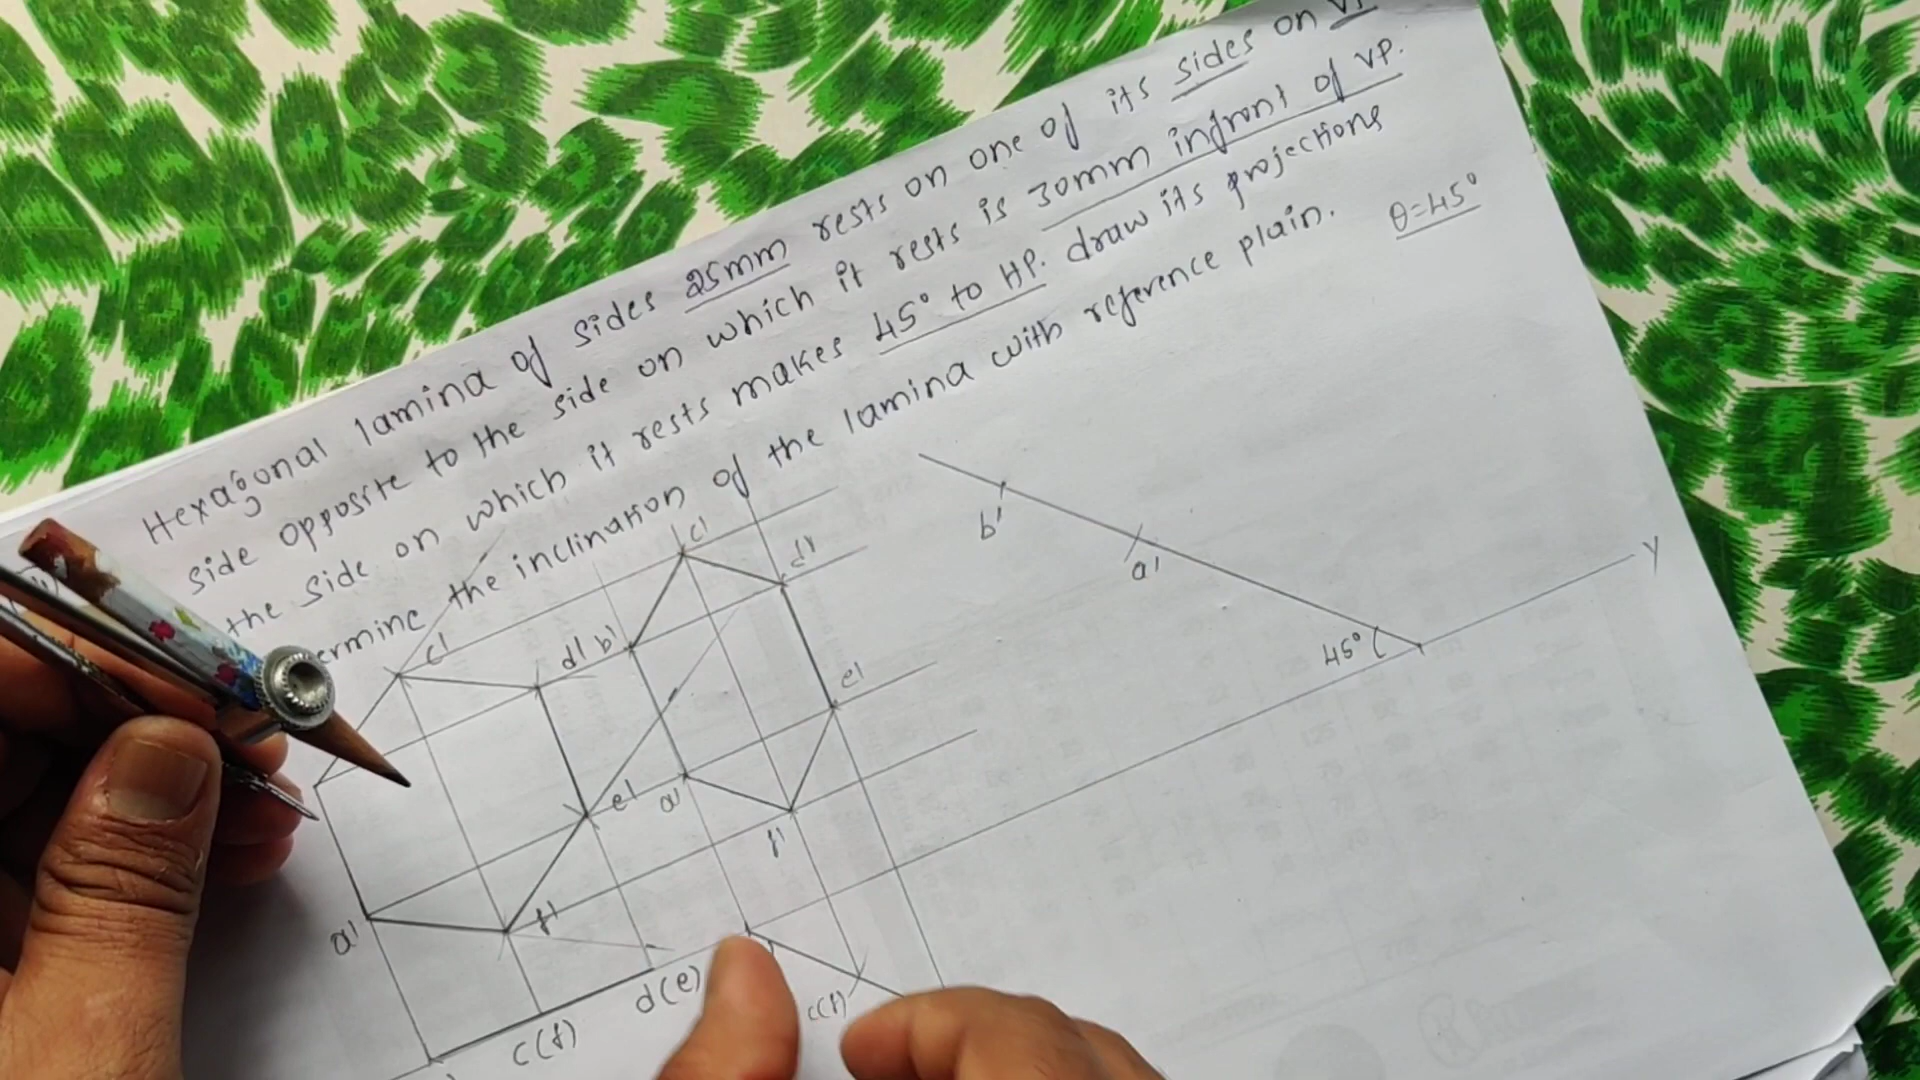 Hexagonal lamina of sides 25mm rests on one of its sides on VP
side opposite to the side on which it rests is 30mm infront of VP.
the side on which it rests makes 45° to HP. draw its projections
ermine the inclination of the lamina with reference plain.
θ=45°
c'
d'
b'
c'
d'
e'
a'
f'
e'
a'
f'
b'
a'
45°
Y
d(e)
c(f)
c(f)